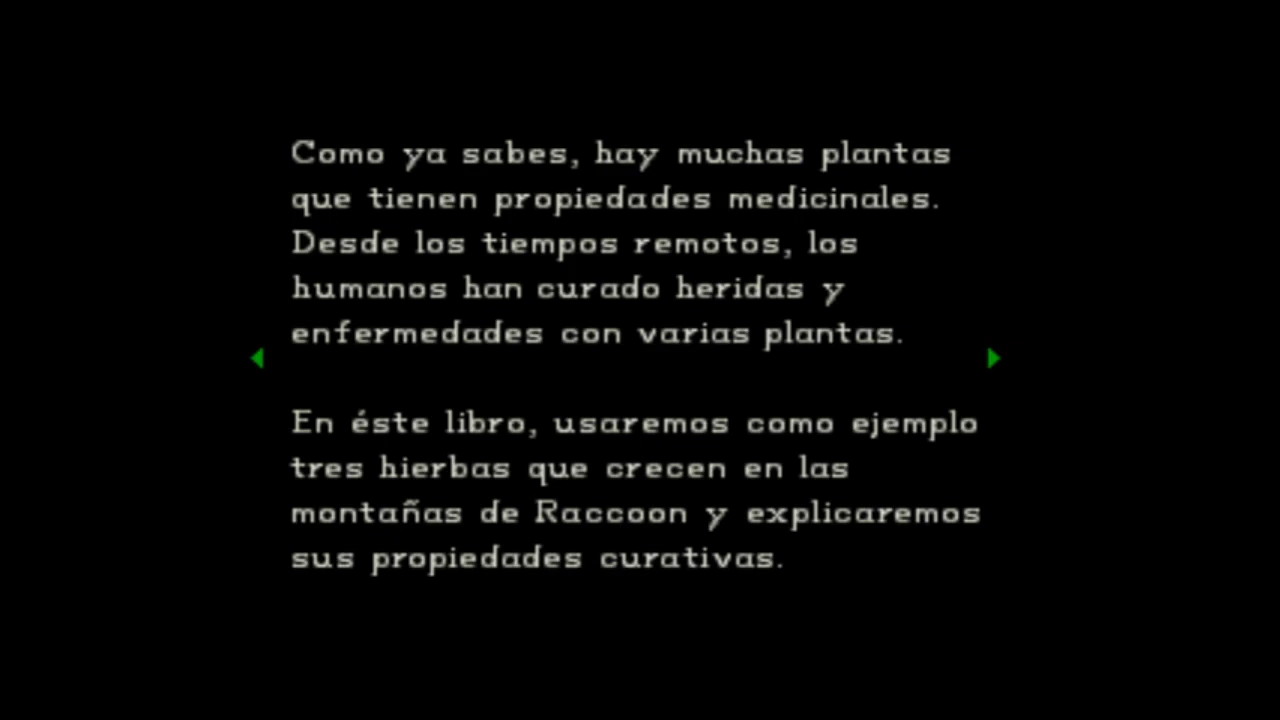 Como ya sabes, hay muchas plantas
que tienen propiedades medicinales.
Desde los tiempos remotos, los
humanos han curado heridas y
enfermedades con varias plantas.
En éste libro, usaremos como ejemplo
tres hierbas que crecen en las
montañas de Raccoon y explicaremos
sus propiedades curativas.